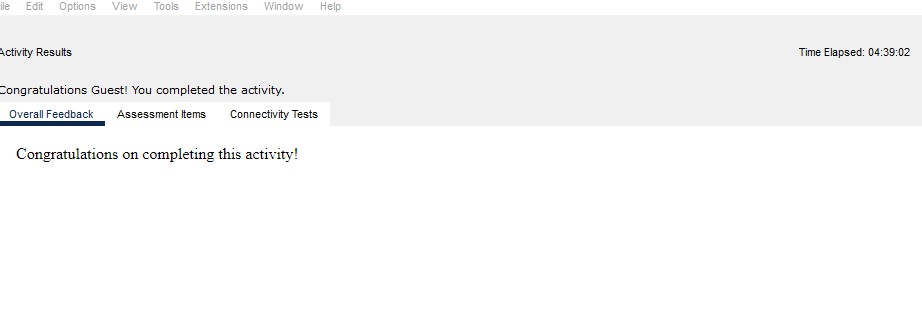 ile Edit Options View Tools Extensions Window Help
Activity Results Time Elapsed: 04:39:02
Congratulations Guest! You completed the activity.
Overall Feedback Assessment Items Connectivity Tests
Congratulations on completing this activity!